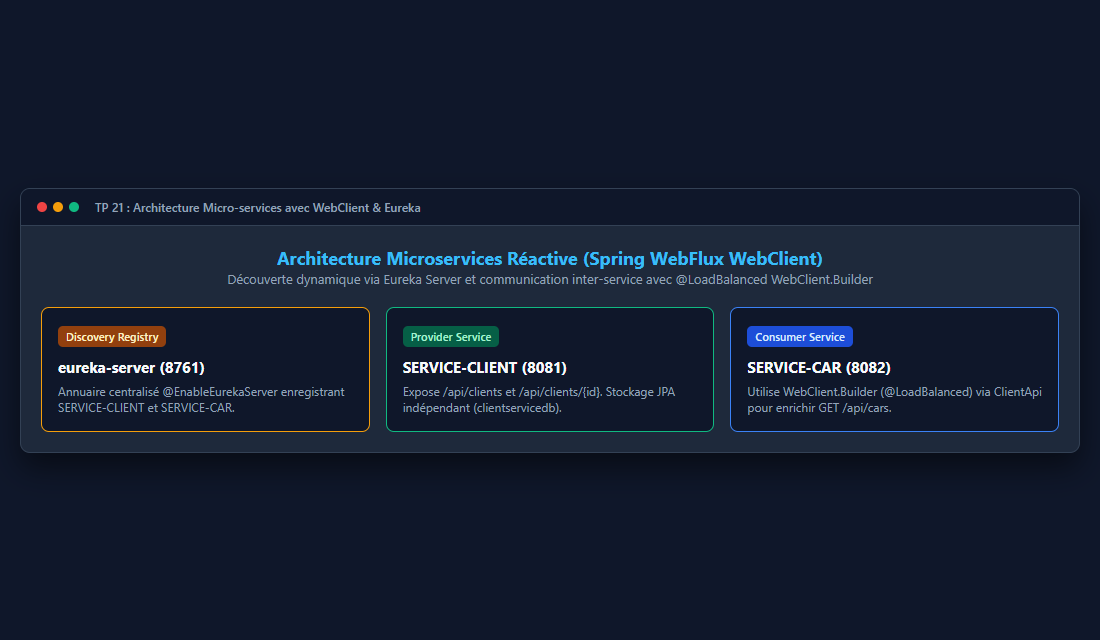 TP 21 : Architecture Micro-services avec WebClient & Eureka
Architecture Microservices Réactive (Spring WebFlux WebClient)
Découverte dynamique via Eureka Server et communication inter-service avec @LoadBalanced WebClient.Builder
Discovery Registry
eureka-server (8761)
Annuaire centralisé @EnableEurekaServer enregistrant
SERVICE-CLIENT et SERVICE-CAR.
Provider Service
SERVICE-CLIENT (8081)
Expose /api/clients et /api/clients/{id}. Stockage JPA
indépendant (clientservicedb).
Consumer Service
SERVICE-CAR (8082)
Utilise WebClient.Builder (@LoadBalanced) via ClientApi
pour enrichir GET /api/cars.